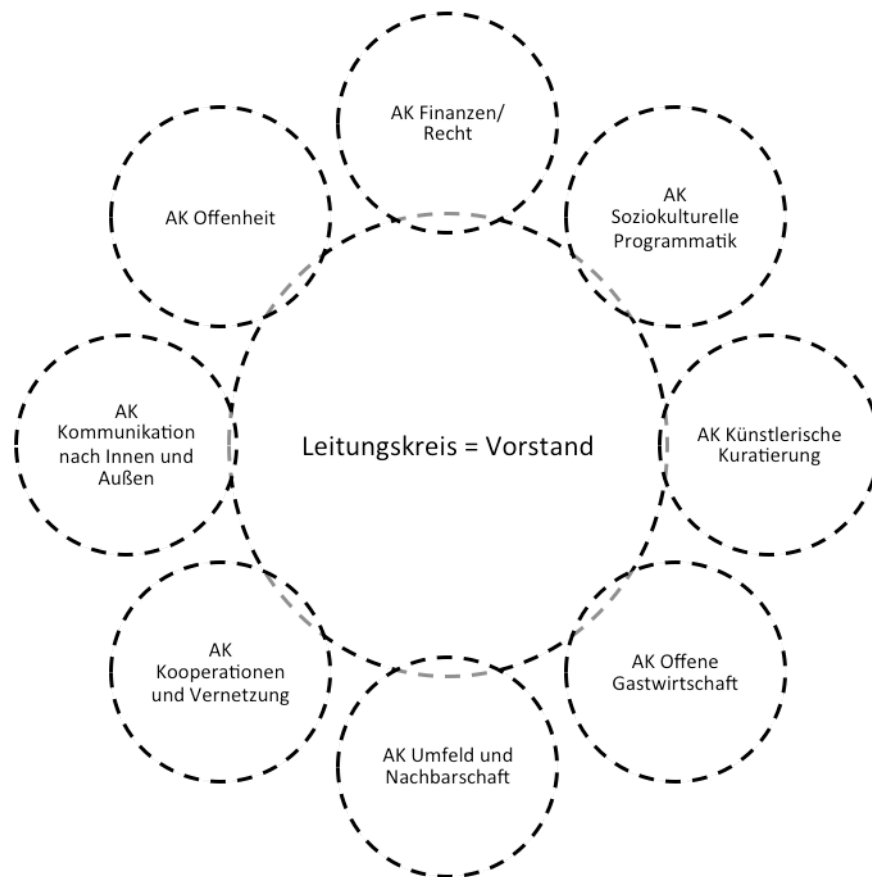 AK Finanzen/
Recht
AK
Soziokulturelle
Programmatik
AK Offenheit
AK
Kommunikation
nach Innen und
Außen
Leitungskreis = Vorstand
AK Künstlerische
Kuratierung
AK
Kooperationen
und Vernetzung
AK Offene
Gastwirtschaft
AK Umfeld und
Nachbarschaft